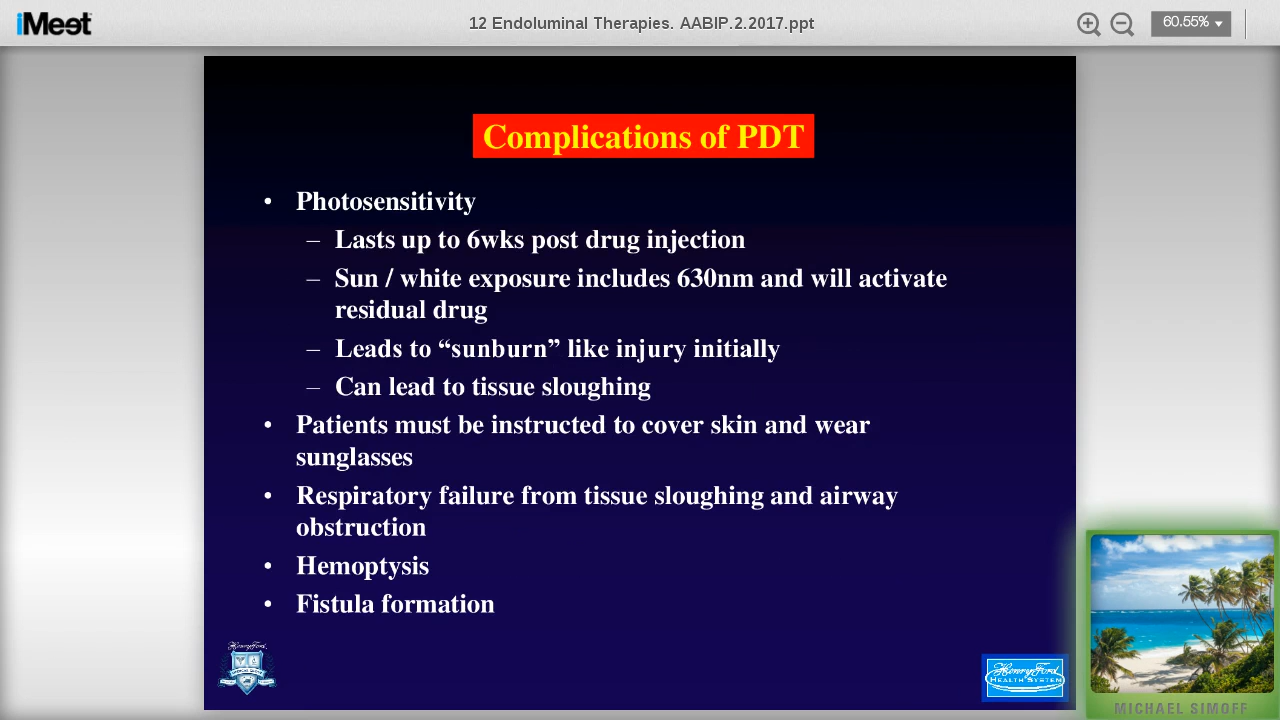 iMeet
12 Endoluminal Therapies. AABIP.2.2017.ppt
60.55%
Complications of PDT
• Photosensitivity
– Lasts up to 6wks post drug injection
– Sun / white exposure includes 630nm and will activate
residual drug
– Leads to “sunburn” like injury initially
– Can lead to tissue sloughing
• Patients must be instructed to cover skin and wear
sunglasses
• Respiratory failure from tissue sloughing and airway
obstruction
• Hemoptysis
• Fistula formation
Henry Ford
Henry Ford
HEALTH SYSTEM
MICHAEL SIMOFF